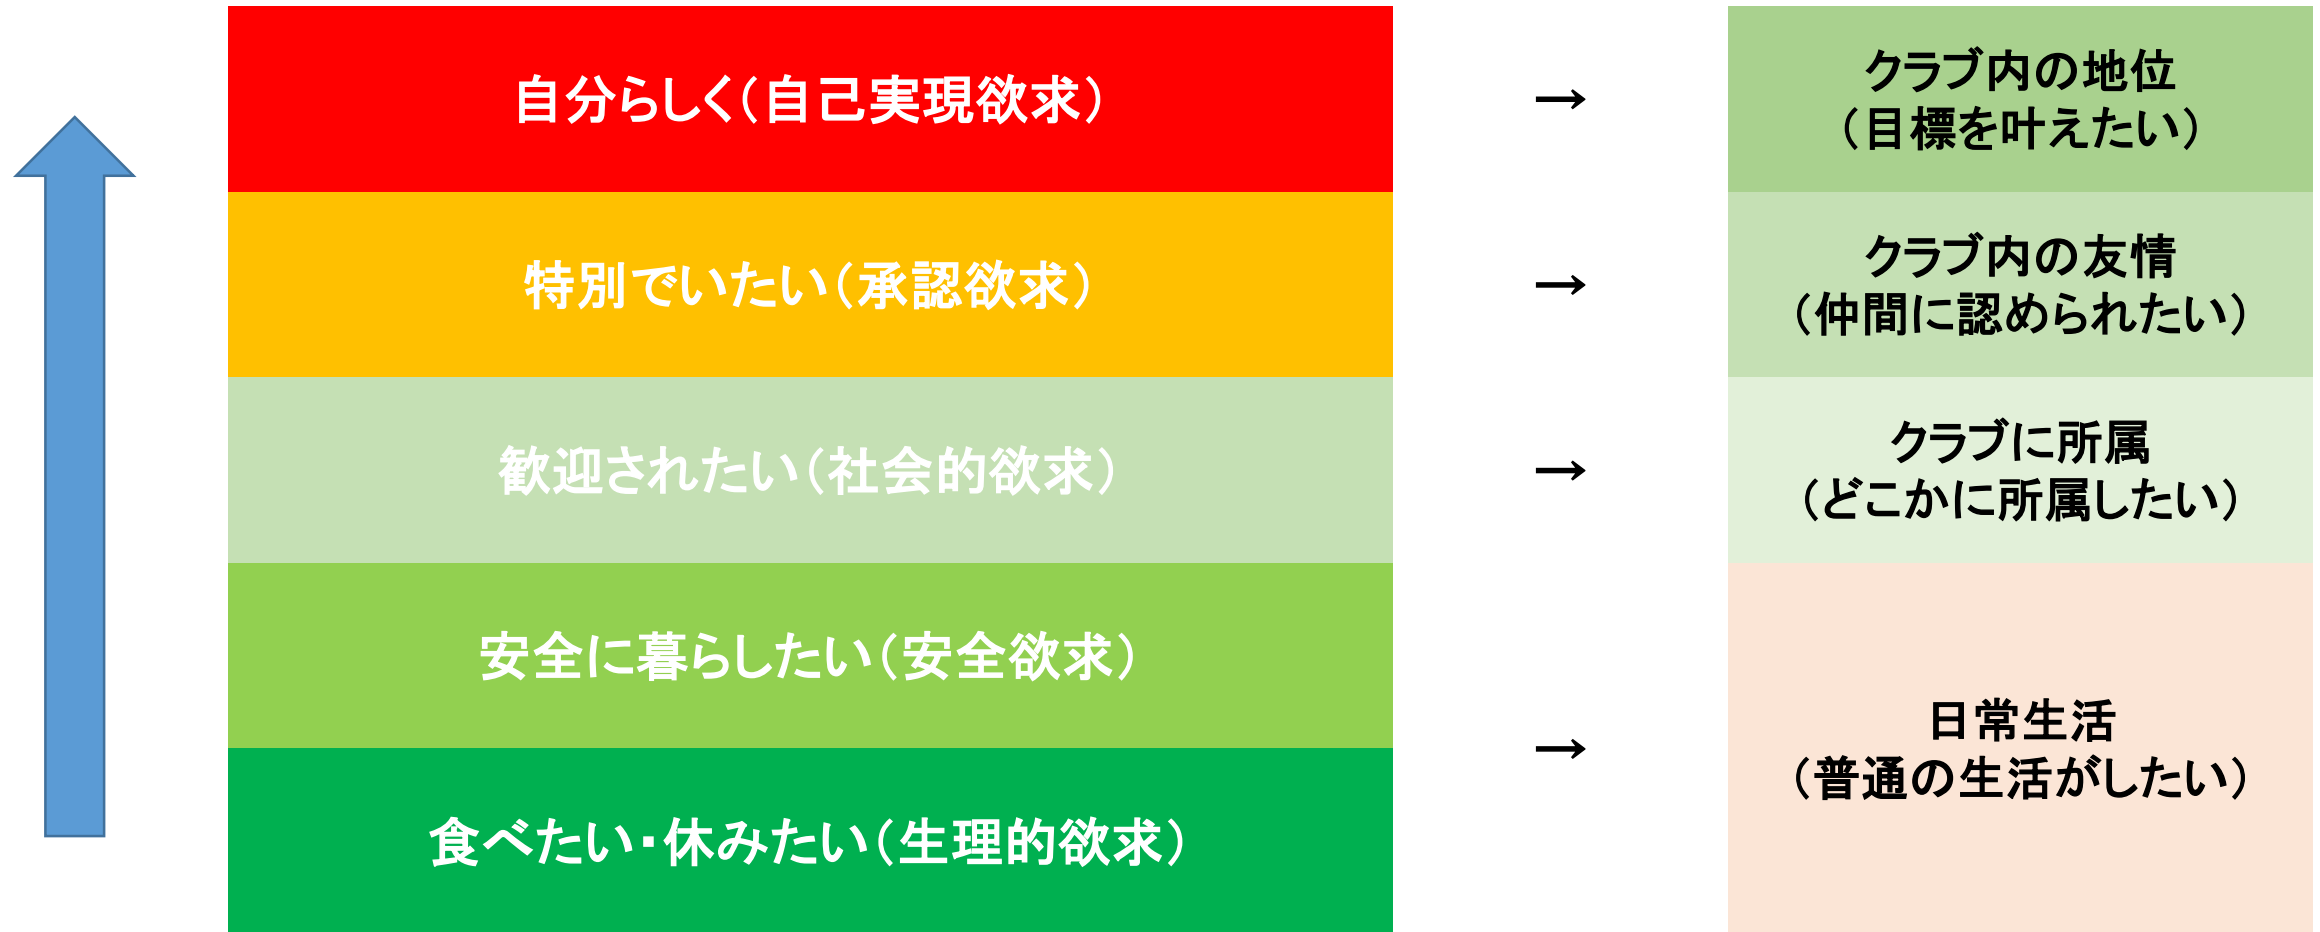 自分らしく（自己実現欲求）
→
クラブ内の地位
（目標を叶えたい）
特別でいたい（承認欲求）
→
クラブ内の友情
（仲間に認められたい）
歓迎されたい（社会的欲求）
→
クラブに所属
（どこかに所属したい）
安全に暮らしたい（安全欲求）
食べたい・休みたい（生理的欲求）
→
日常生活
（普通の生活がしたい）